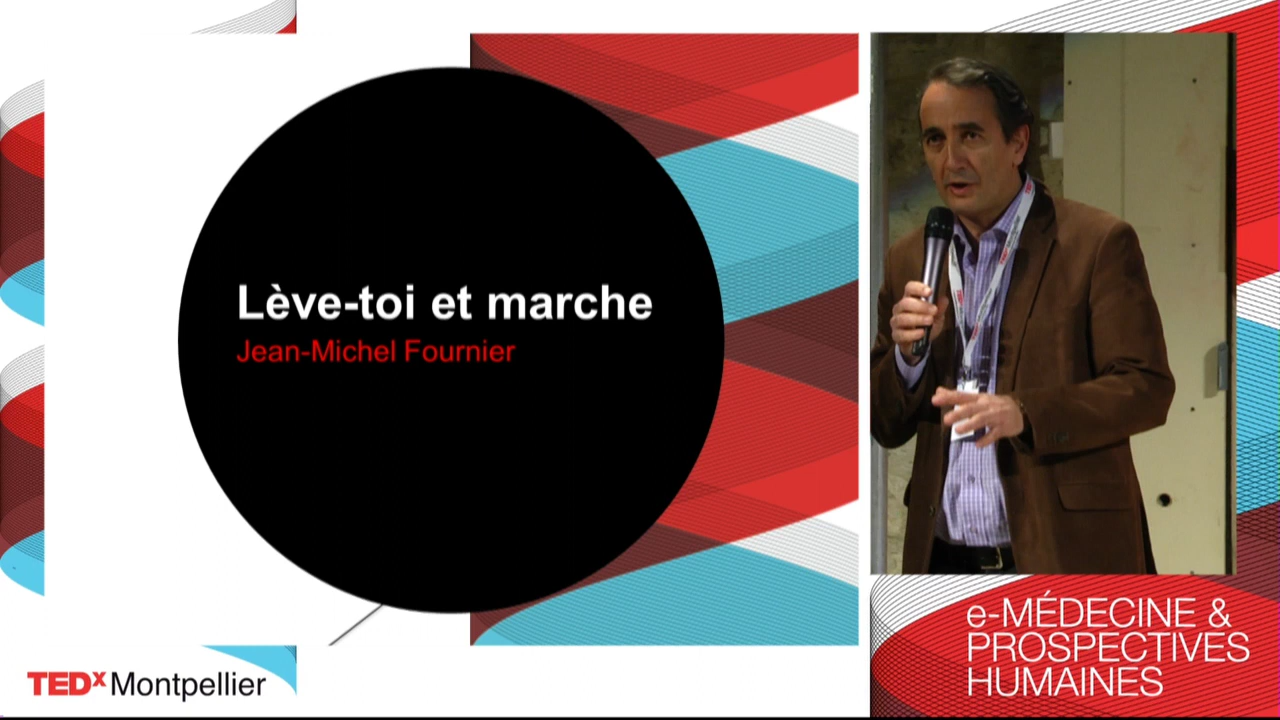 Lève-toi et marche
Jean-Michel Fournier
e-MÉDECINE &
PROSPECTIVES
HUMAINES
TEDx Montpellier